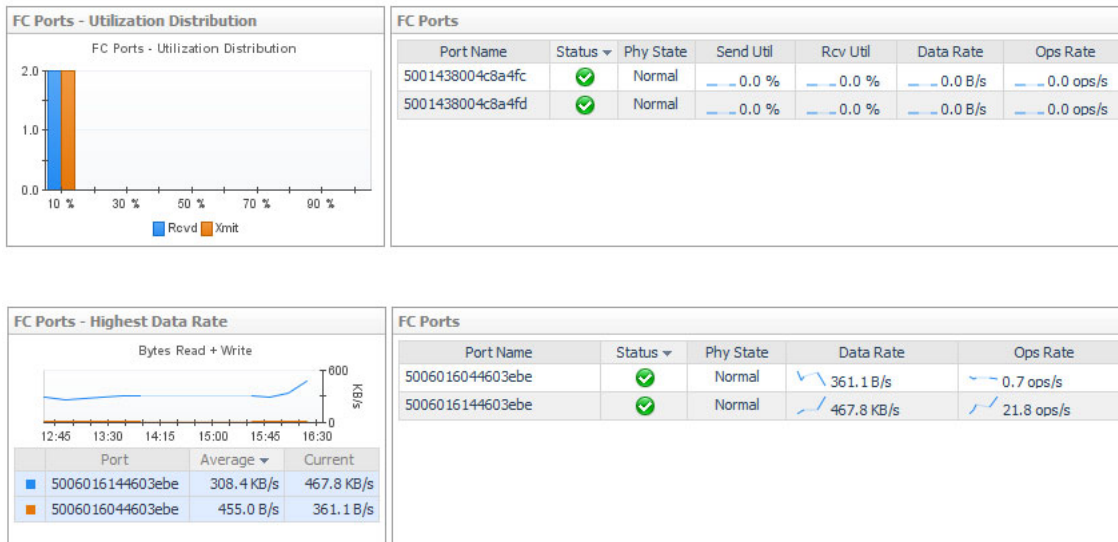 FC Ports - Utilization Distribution
FC Ports - Utilization Distribution
2.0
1.0
0.0
10 % 30 % 50 % 70 % 90 %
Rcvd Xmit
FC Ports
Port Name Status Phy State Send Util Rcv Util Data Rate Ops Rate
5001438004c8a4fc Normal 0.0 % 0.0 % 0.0 B/s 0.0 ops/s
5001438004c8a4fd Normal 0.0 % 0.0 % 0.0 B/s 0.0 ops/s
FC Ports - Highest Data Rate
Bytes Read + Write
600
KB/s
0
12:45 13:30 14:15 15:00 15:45 16:30
Port Average Current
5006016144603ebe 308.4 KB/s 467.8 KB/s
5006016044603ebe 455.0 B/s 361.1 B/s
FC Ports
Port Name Status Phy State Data Rate Ops Rate
5006016044603ebe Normal 361.1 B/s 0.7 ops/s
5006016144603ebe Normal 467.8 KB/s 21.8 ops/s